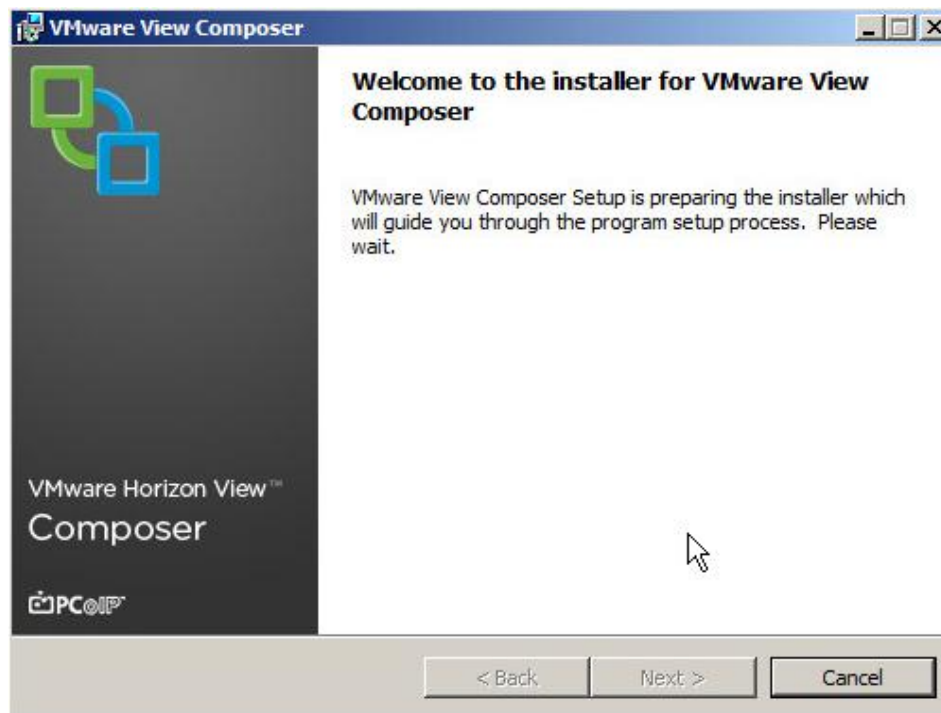 VMware View Composer
Welcome to the installer for VMware View
Composer
VMware View Composer Setup is preparing the installer which
will guide you through the program setup process.  Please
wait.
VMware Horizon View™
Composer
PCoIP
< Back
Next >
Cancel